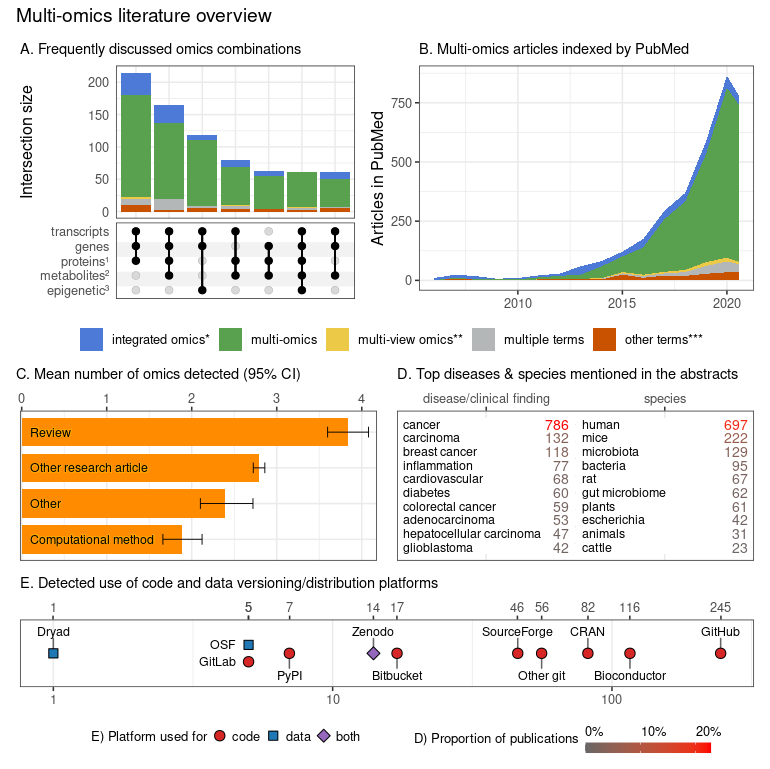 Multi-omics literature overview
A. Frequently discussed omics combinations
Intersection size
200
150
100
50
0
transcripts
genes
proteins¹
metabolites²
epigenetic³
B. Multi-omics articles indexed by PubMed
Articles in PubMed
750
500
250
0
2010 2015 2020
integrated omics* multi-omics multi-view omics** multiple terms other terms***
C. Mean number of omics detected (95% CI)
0 1 2 3 4
Review
Other research article
Other
Computational method
D. Top diseases & species mentioned in the abstracts
disease/clinical finding species
cancer 786 human 697
carcinoma 132 mice 222
breast cancer 118 microbiota 129
inflammation 77 bacteria 95
cardiovascular 68 rat 67
diabetes 60 gut microbiome 62
colorectal cancer 59 plants 61
adenocarcinoma 53 escherichia 42
hepatocellular carcinoma 47 animals 31
glioblastoma 42 cattle 23
E. Detected use of code and data versioning/distribution platforms
1 5 7 14 17 46 56 82 116 245
Dryad Zenodo SourceForge CRAN GitHub
OSF
GitLab
PyPI Bitbucket Other git Bioconductor
1 10 100
E) Platform used for code data both
D) Proportion of publications
0% 10% 20%